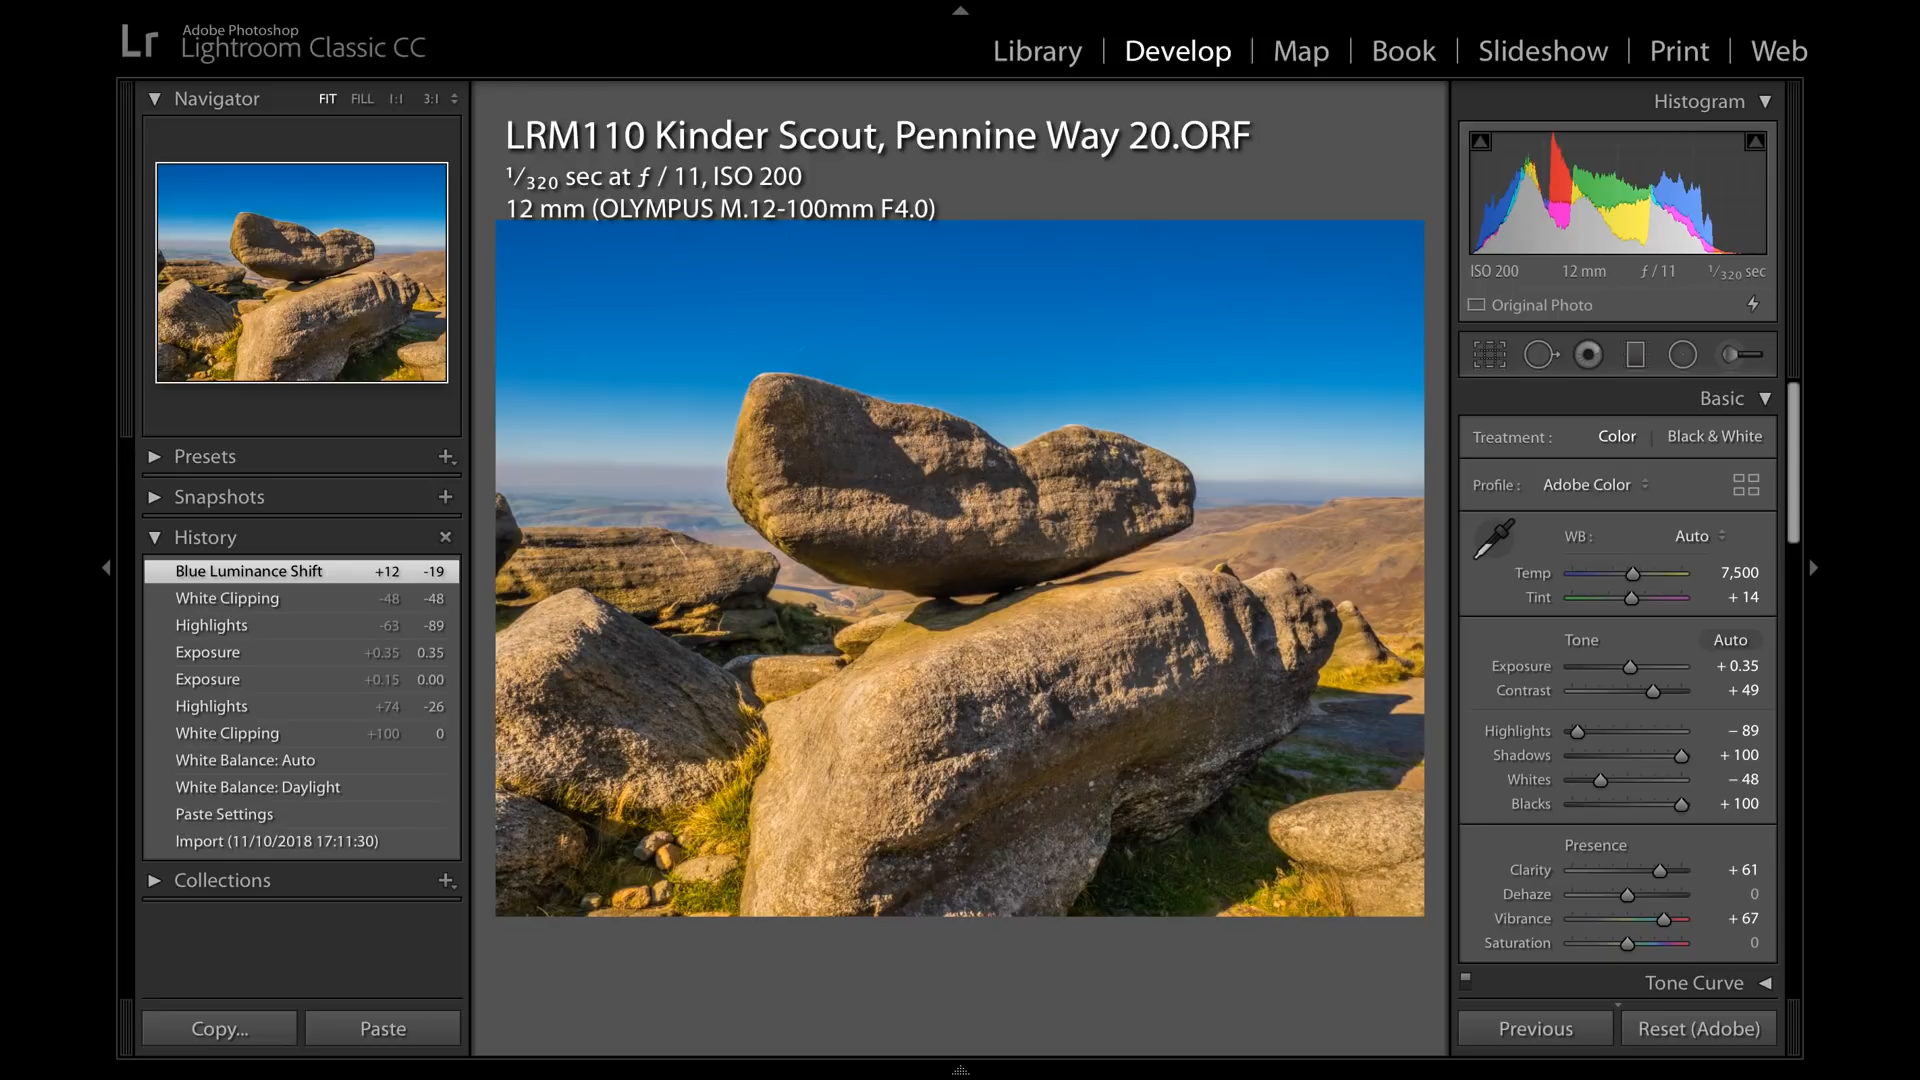 Lr Adobe Photoshop
Lightroom Classic CC
Library | Develop | Map | Book | Slideshow | Print | Web
Navigator FIT FILL 1:1 3:1
Presets
Snapshots
History
Blue Luminance Shift +12 -19
White Clipping -48 -48
Highlights -63 -89
Exposure +0.35 0.35
Exposure +0.15 0.00
Highlights +74 -26
White Clipping +100 0
White Balance: Auto
White Balance: Daylight
Paste Settings
Import (11/10/2018 17:11:30)
Collections
Copy... Paste
LRM110 Kinder Scout, Pennine Way 20.ORF
1/320 sec at ƒ / 11, ISO 200
12 mm (OLYMPUS M.12-100mm F4.0)
Histogram
ISO 200 12 mm ƒ / 11 1/320 sec
Original Photo
Basic
Treatment : Color | Black & White
Profile : Adobe Color
WB : Auto
Temp 7,500
Tint + 14
Tone Auto
Exposure + 0.35
Contrast + 49
Highlights – 89
Shadows + 100
Whites – 48
Blacks + 100
Presence
Clarity + 61
Dehaze 0
Vibrance + 67
Saturation 0
Tone Curve
Previous Reset (Adobe)